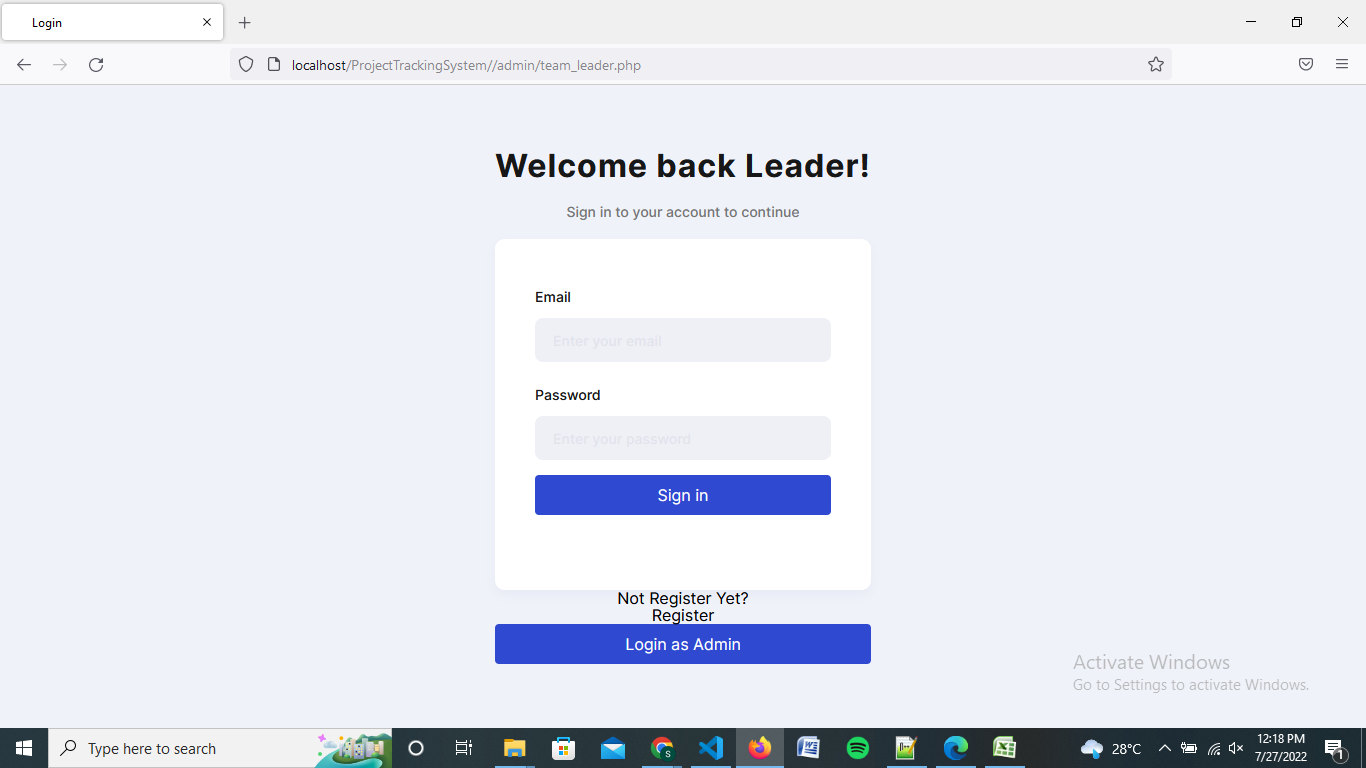 Login
localhost/ProjectTrackingSystem//admin/team_leader.php
Welcome back Leader!
Sign in to your account to continue
Email
Enter your email
Password
Enter your password
Sign in
Not Register Yet?
Register
Login as Admin
Activate Windows
Go to Settings to activate Windows.
Type here to search
28°C
12:18 PM
7/27/2022
1